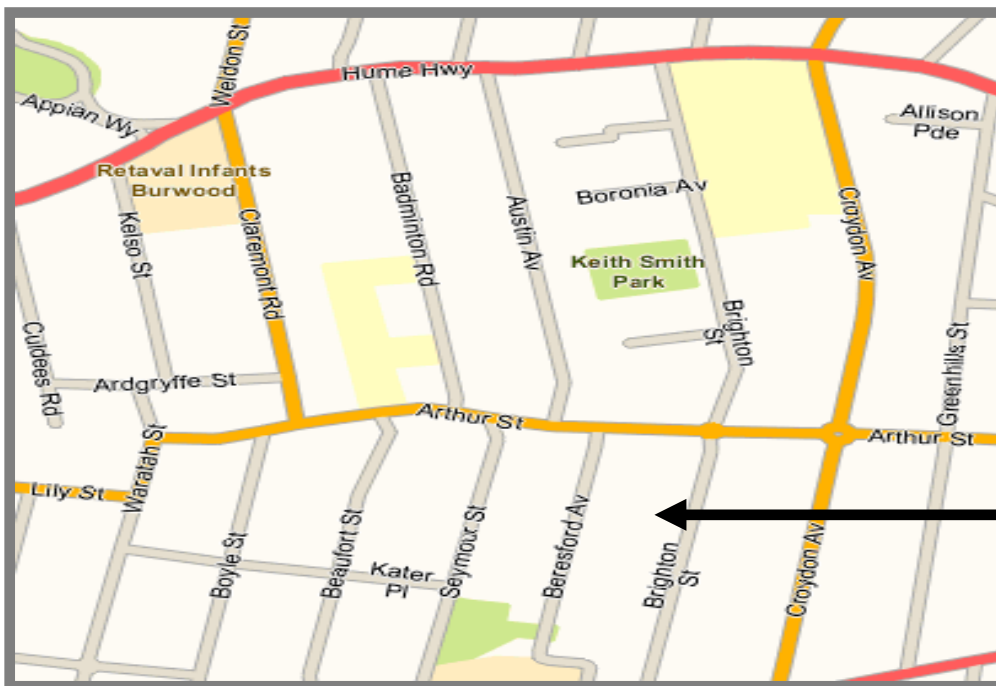 Weldon St
Hume Hwy
Appian Wy
Allison
Pde
Retaval Infants
Burwood
Kelso St
Claremont Rd
Badminton Rd
Austin Av
Boronia Av
Croydon Av
Keith Smith
Park
Brighton
St
Cuidees Rd
Greenhills St
Ardgryffe St
Arthur St
Arthur St
Waratah St
Lily St
Boyle St
Beaufort St
Kater
Pl
Seymour St
Beresford Av
Brighton
St
Croydon Av